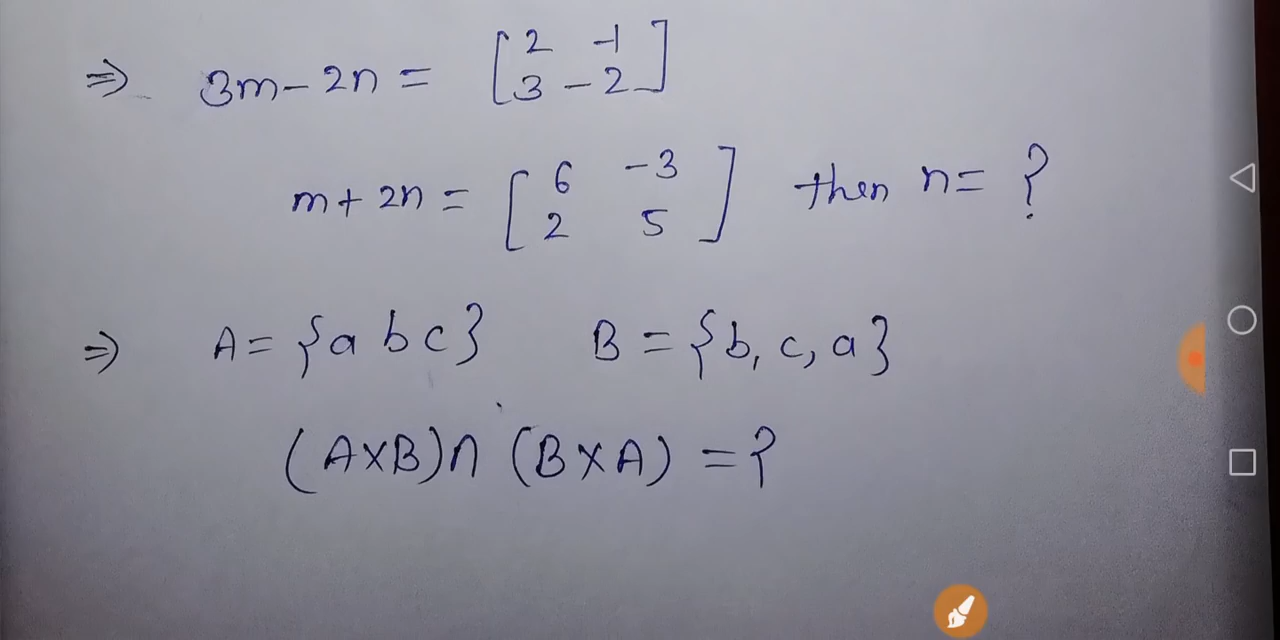 ⇒ 3m - 2n = [2 -1
3 -2]
m + 2n = [6 -3
2 5] then n = ?
⇒ A = {a b c} B = {b, c, a}
(A×B)∩(B×A) = ?